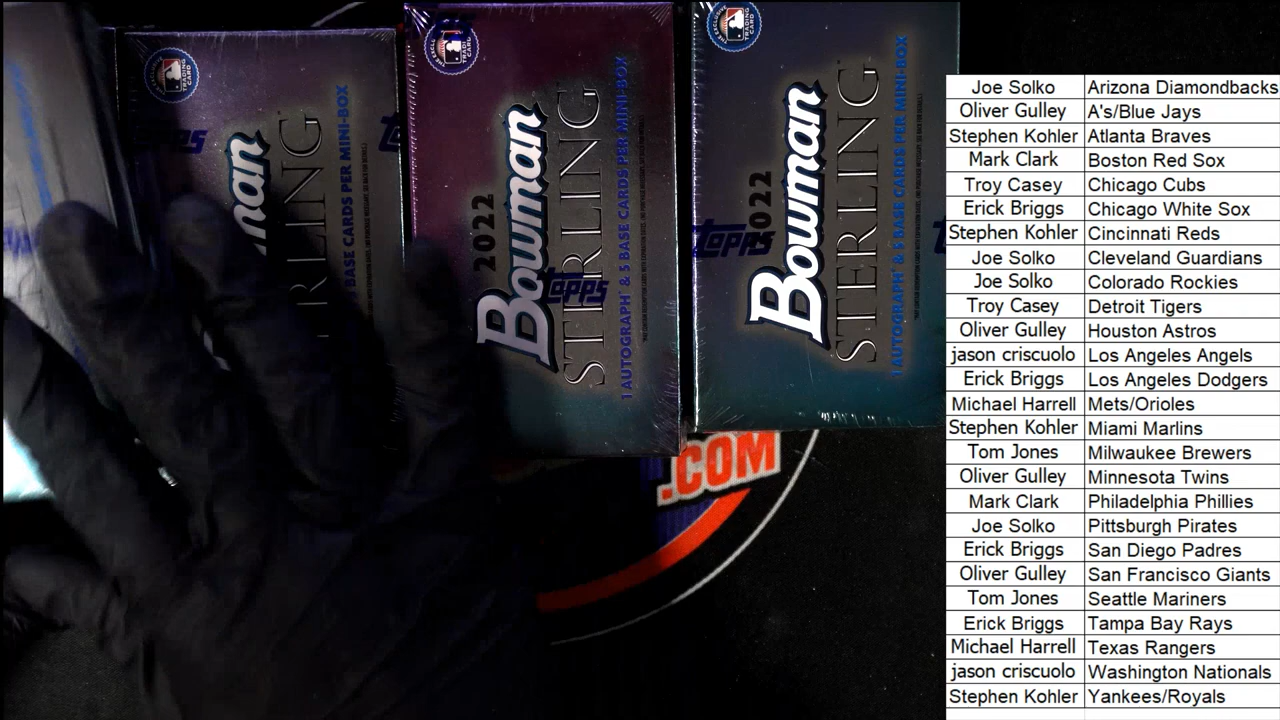 man
RLING
BASE CARDS PER MINI-BOX
2022
Bowman
STERLING
1 AUTOGRAPH & 5 BASE CARDS PER MINI-BOX
topps
2022
Bowman
STERLING
1 AUTOGRAPH & 5 BASE CARDS PER MINI-BOX
topps
.COM
Joe Solko Arizona Diamondbacks
Oliver Gulley A's/Blue Jays
Stephen Kohler Atlanta Braves
Mark Clark Boston Red Sox
Troy Casey Chicago Cubs
Erick Briggs Chicago White Sox
Stephen Kohler Cincinnati Reds
Joe Solko Cleveland Guardians
Joe Solko Colorado Rockies
Troy Casey Detroit Tigers
Oliver Gulley Houston Astros
jason criscuolo Los Angeles Angels
Erick Briggs Los Angeles Dodgers
Michael Harrell Mets/Orioles
Stephen Kohler Miami Marlins
Tom Jones Milwaukee Brewers
Oliver Gulley Minnesota Twins
Mark Clark Philadelphia Phillies
Joe Solko Pittsburgh Pirates
Erick Briggs San Diego Padres
Oliver Gulley San Francisco Giants
Tom Jones Seattle Mariners
Erick Briggs Tampa Bay Rays
Michael Harrell Texas Rangers
jason criscuolo Washington Nationals
Stephen Kohler Yankees/Royals